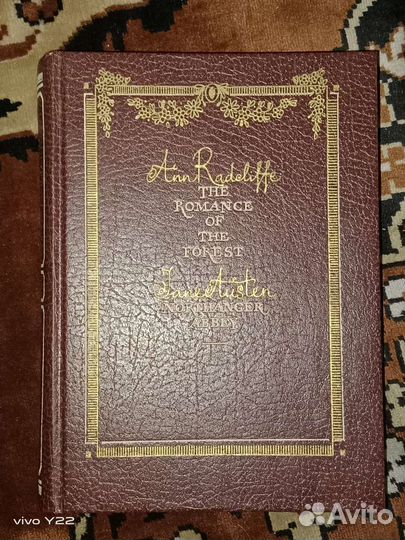 Ann Radcliffe
THE
ROMANCE
OF
THE
FOREST
Jane Austen
NORTHANGER
ABBEY
vivo Y22
Avito